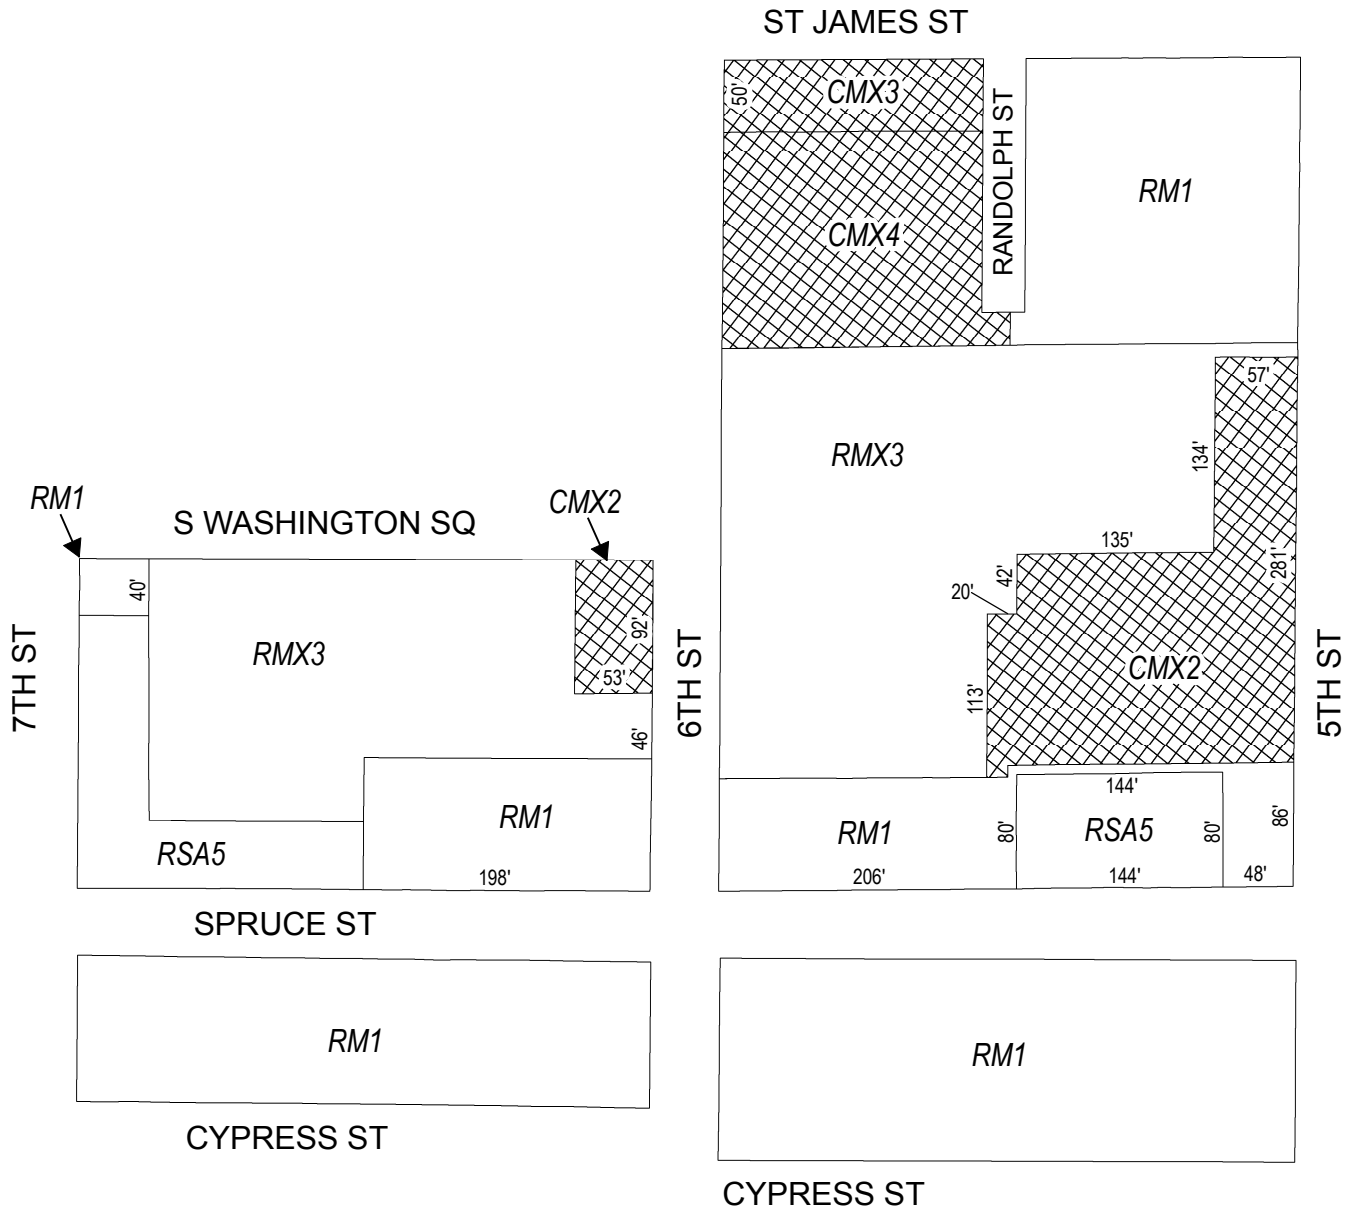 ST JAMES ST
50'
CMX3
RANDOLPH ST
RM1
CMX4
57'
RMX3
134'
RM1
S WASHINGTON SQ
CMX2
135'
281'
42'
20'
40'
7TH ST
RMX3
92'
53'
6TH ST
CMX2
5TH ST
113'
46'
144'
RM1
RM1
80'
RSA5
80'
86'
RSA5
198'
206'
144'
48'
SPRUCE ST
RM1
RM1
CYPRESS ST
CYPRESS ST